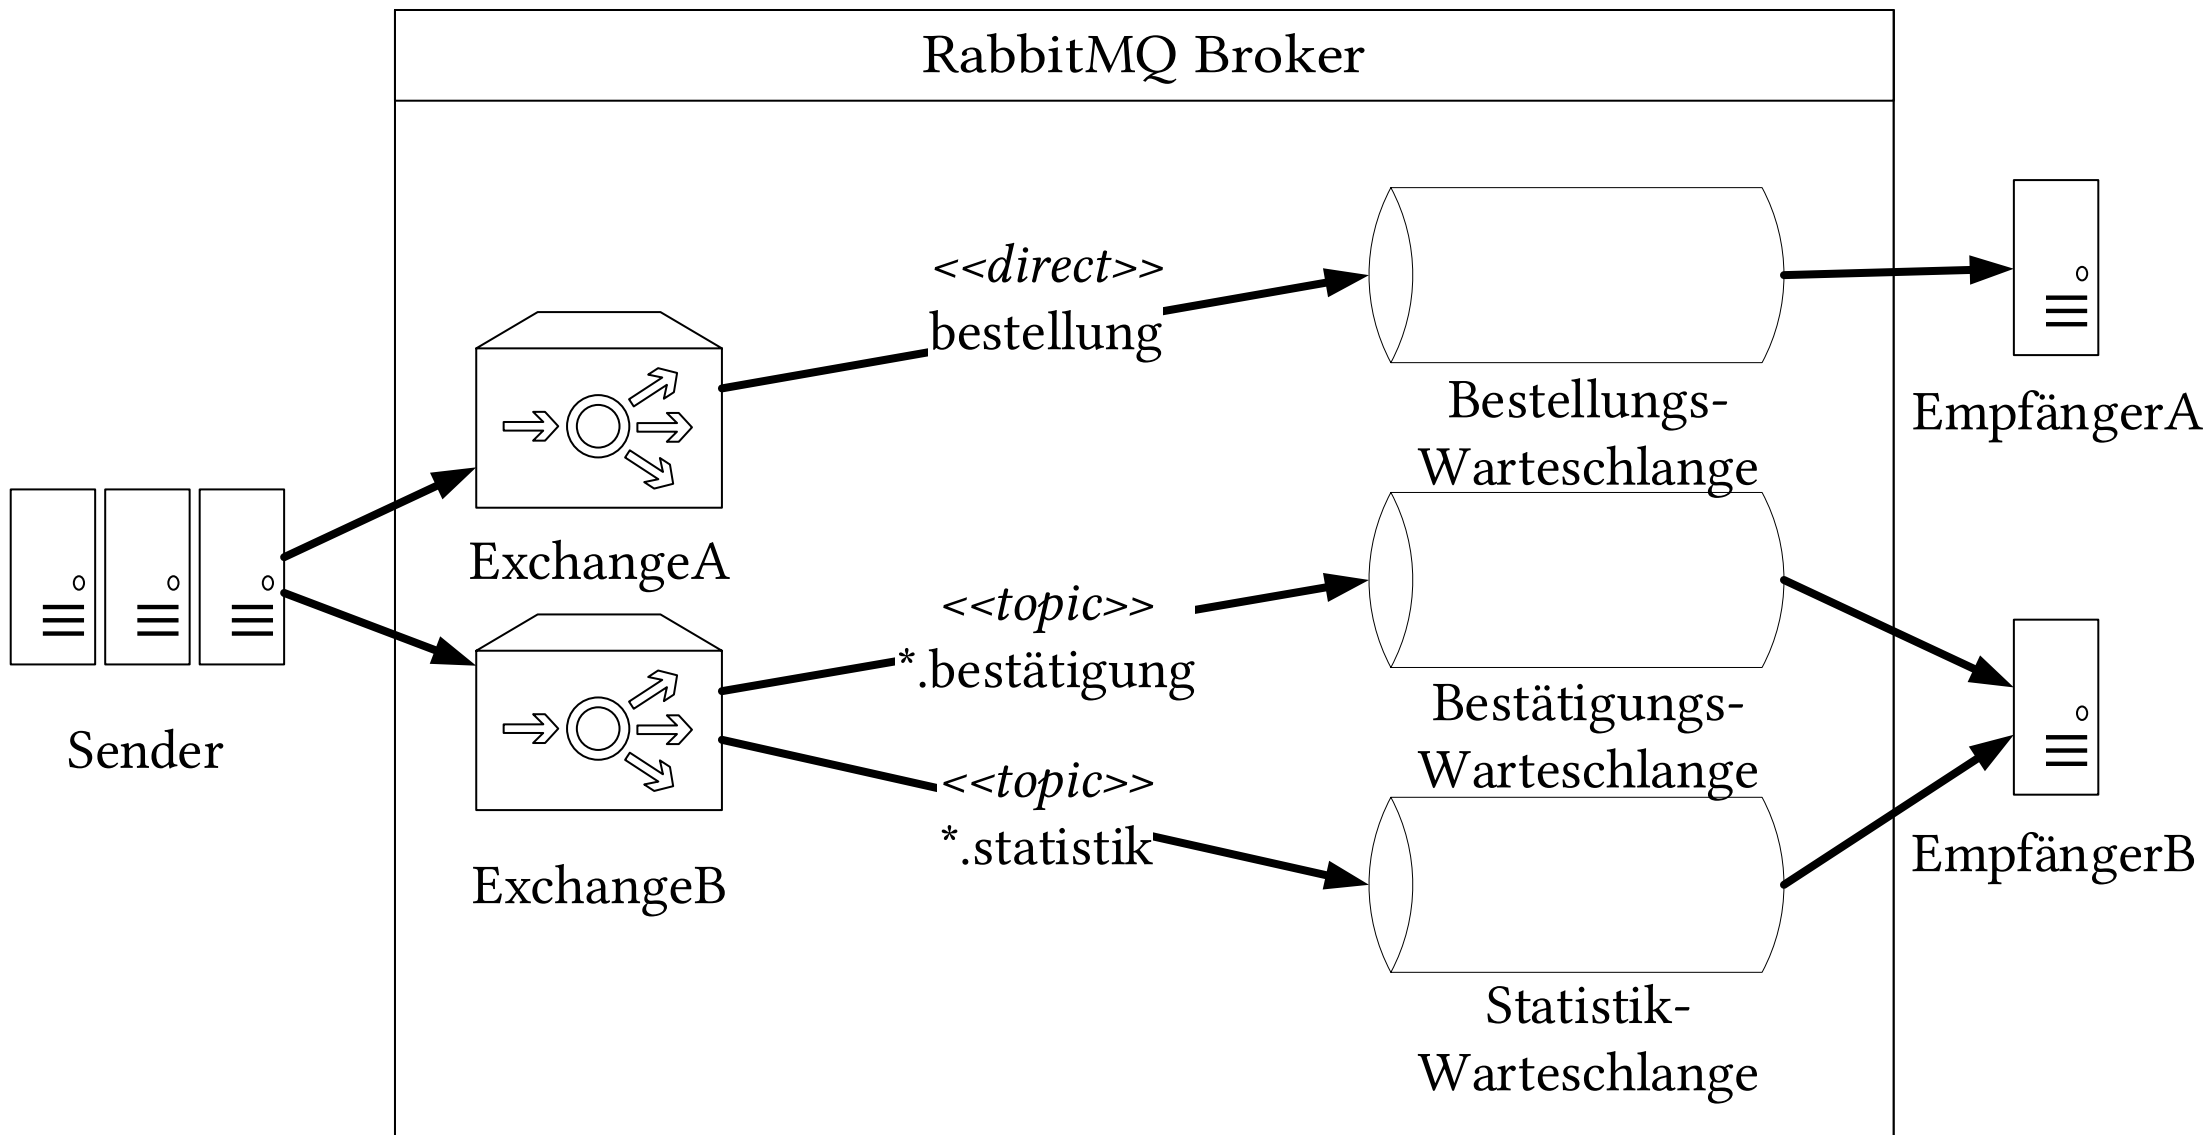 RabbitMQ Broker
<<direct>>
bestellung
Bestellungs-
Warteschlange
EmpfängerA
ExchangeA
<<topic>>
*.bestätigung
Bestätigungs-
Warteschlange
Sender
<<topic>>
*.statistik
EmpfängerB
ExchangeB
Statistik-
Warteschlange